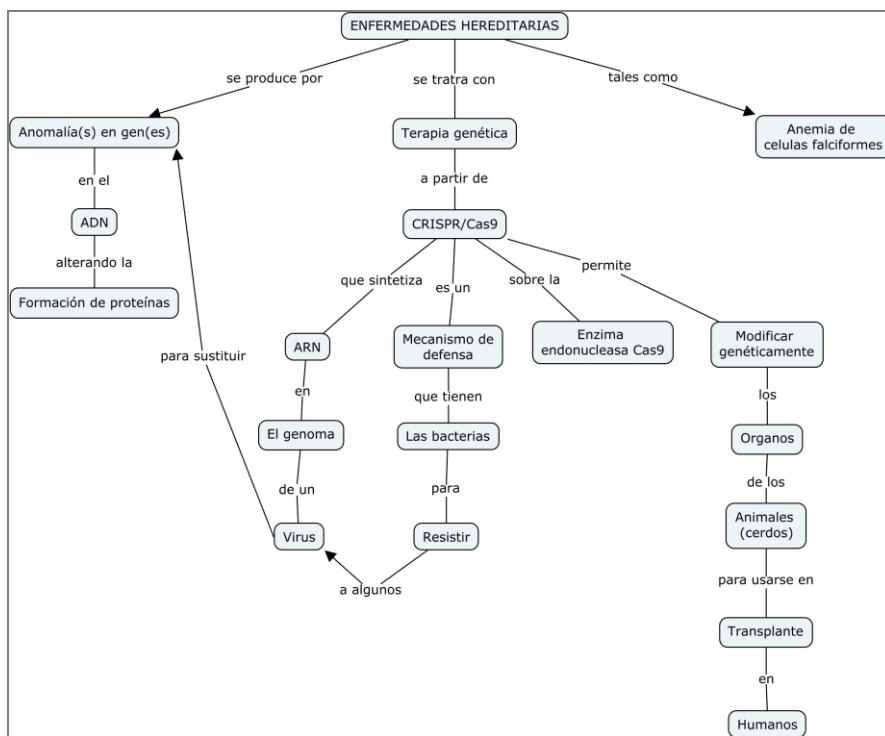 ENFERMEDADES HEREDITARIAS
se produce por
se tratra con
tales como
Anomalía(s) en gen(es)
Terapia genética
Anemia de
celulas falciformes
en el
a partir de
ADN
CRISPR/Cas9
alterando la
que sintetiza
es un
sobre la
permite
Formación de proteínas
para sustituir
ARN
Mecanismo de
defensa
Enzima
endonucleasa Cas9
Modificar
genéticamente
en
que tienen
los
El genoma
Las bacterias
Organos
de un
para
de los
Virus
Resistir
Animales
(cerdos)
a algunos
para usarse en
Transplante
en
Humanos